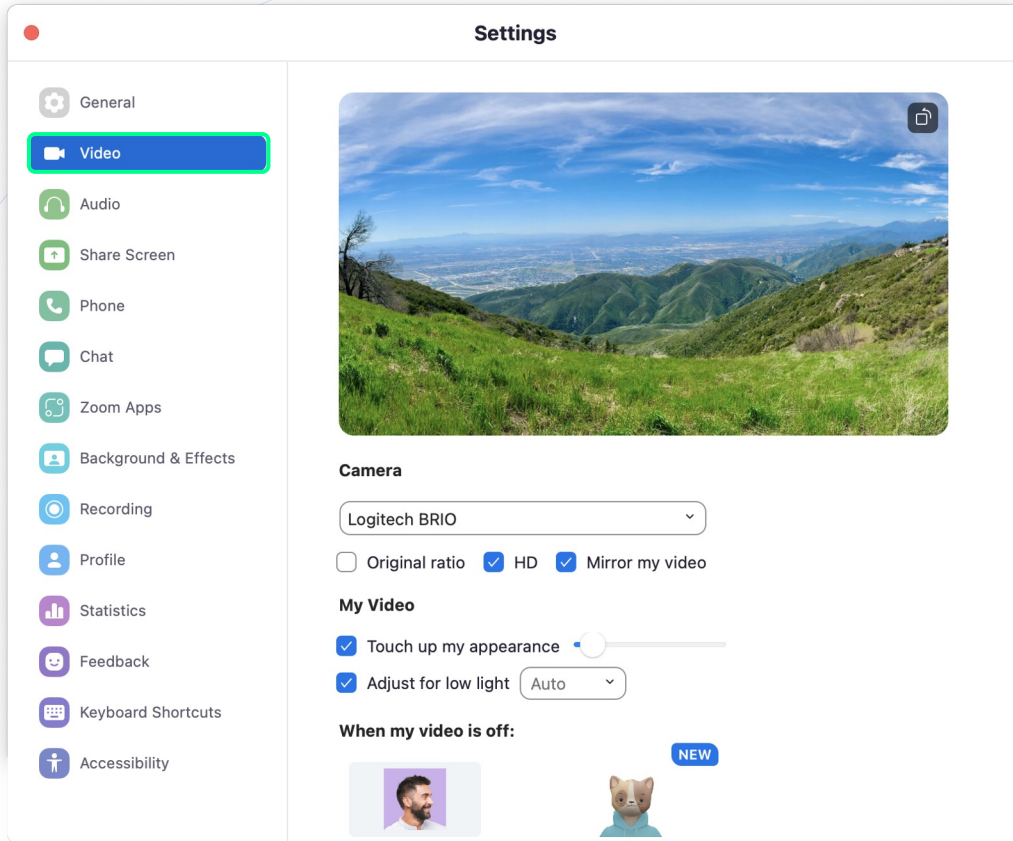 Settings
General
Video
Audio
Share Screen
Phone
Chat
Zoom Apps
Background & Effects
Recording
Profile
Statistics
Feedback
Keyboard Shortcuts
Accessibility
Camera
Logitech BRIO
Original ratio HD Mirror my video
My Video
Touch up my appearance
Adjust for low light Auto
When my video is off:
NEW